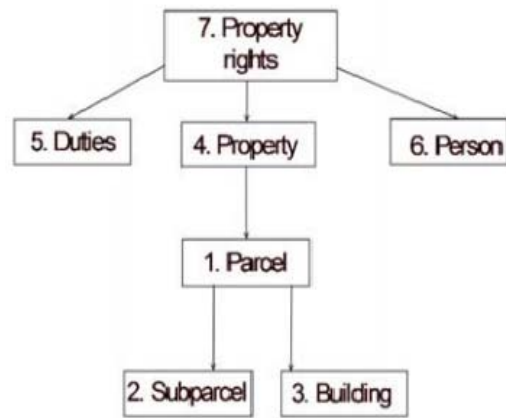 7. Property
rights
5. Duties
4. Property
6. Person
1. Parcel
2. Subparcel
3. Building